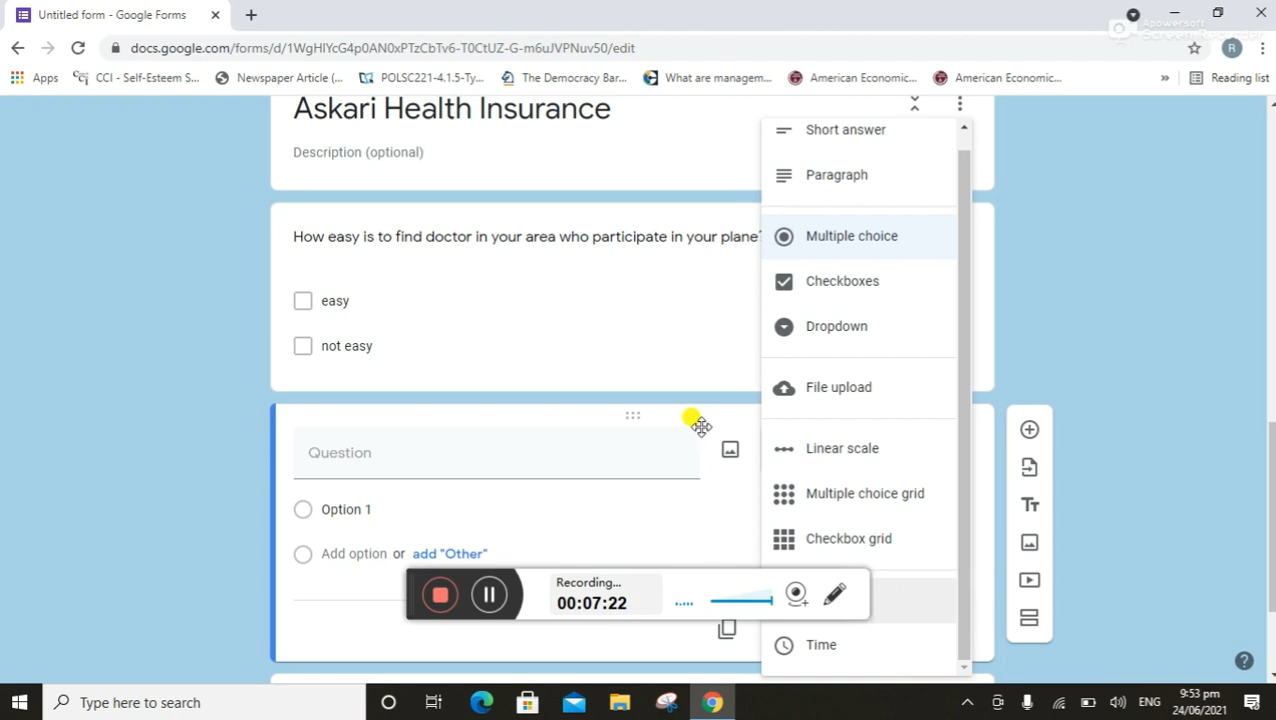 Untitled form - Google Forms
Apowersoft
Screen Recorder
docs.google.com/forms/d/1WgHlYcG4p0AN0xPTzCbTv6-T0CtUZ-G-m6uJVPNuv50/edit
R
Apps
CCI - Self-Esteem S...
Newspaper Article (...
POLSC221-4.1.5-Ty...
The Democracy Bar...
What are managem...
American Economic...
American Economic...
»
Reading list
Askari Health Insurance
Description (optional)
Short answer
Paragraph
How easy is to find doctor in your area who participate in your plane?
Multiple choice
easy
Checkboxes
not easy
Dropdown
File upload
Question
Linear scale
Option 1
Multiple choice grid
Add option or add "Other"
Checkbox grid
Recording...
00:07:22
Time
Type here to search
ENG
9:53 pm
24/06/2021